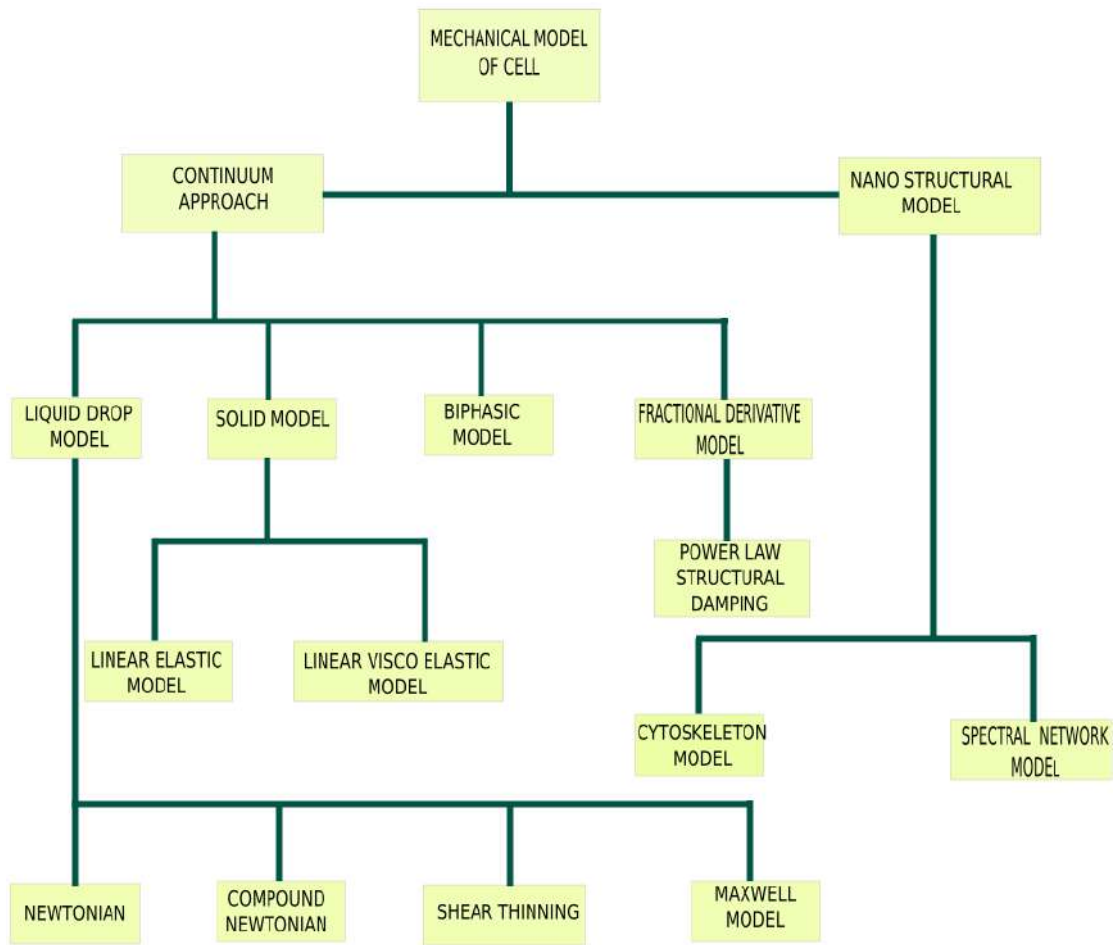 MECHANICAL MODEL
OF CELL
CONTINUUM
APPROACH
NANO STRUCTURAL
MODEL
LIQUID DROP
MODEL
SOLID MODEL
BIPHASIC
MODEL
FRACTIONAL DERIVATIVE
MODEL
POWER LAW
STRUCTURAL
DAMPING
LINEAR ELASTIC
MODEL
LINEAR VISCO ELASTIC
MODEL
CYTOSKELETON
MODEL
SPECTRAL NETWORK
MODEL
NEWTONIAN
COMPOUND
NEWTONIAN
SHEAR THINNING
MAXWELL
MODEL